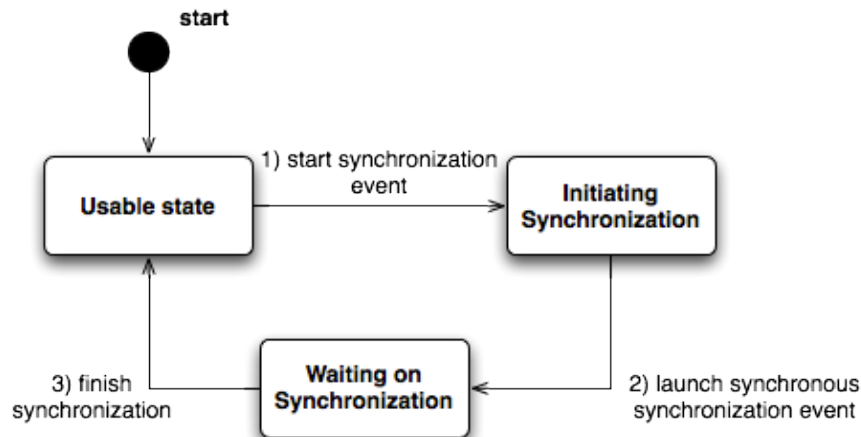 start
1) start synchronization
event
Usable state
Initiating
Synchronization
Waiting on
Synchronization
3) finish
synchronization
2) launch synchronous
synchronization event